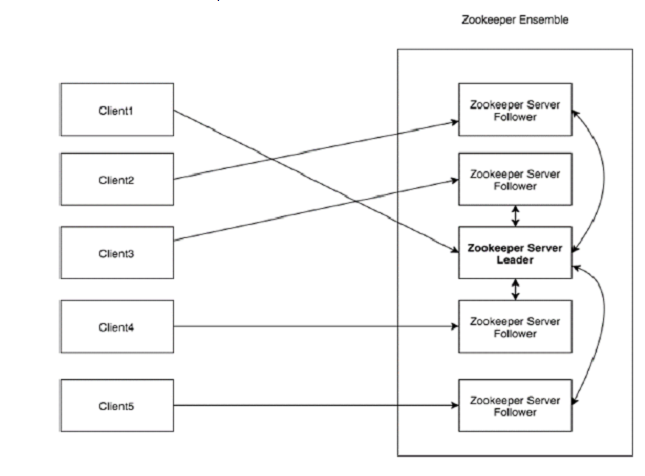 Zookeeper Ensemble
Client1
Zookeeper Server
Follower
Client2
Zookeeper Server
Follower
Client3
Zookeeper Server
Leader
Client4
Zookeeper Server
Follower
Client5
Zookeeper Server
Follower